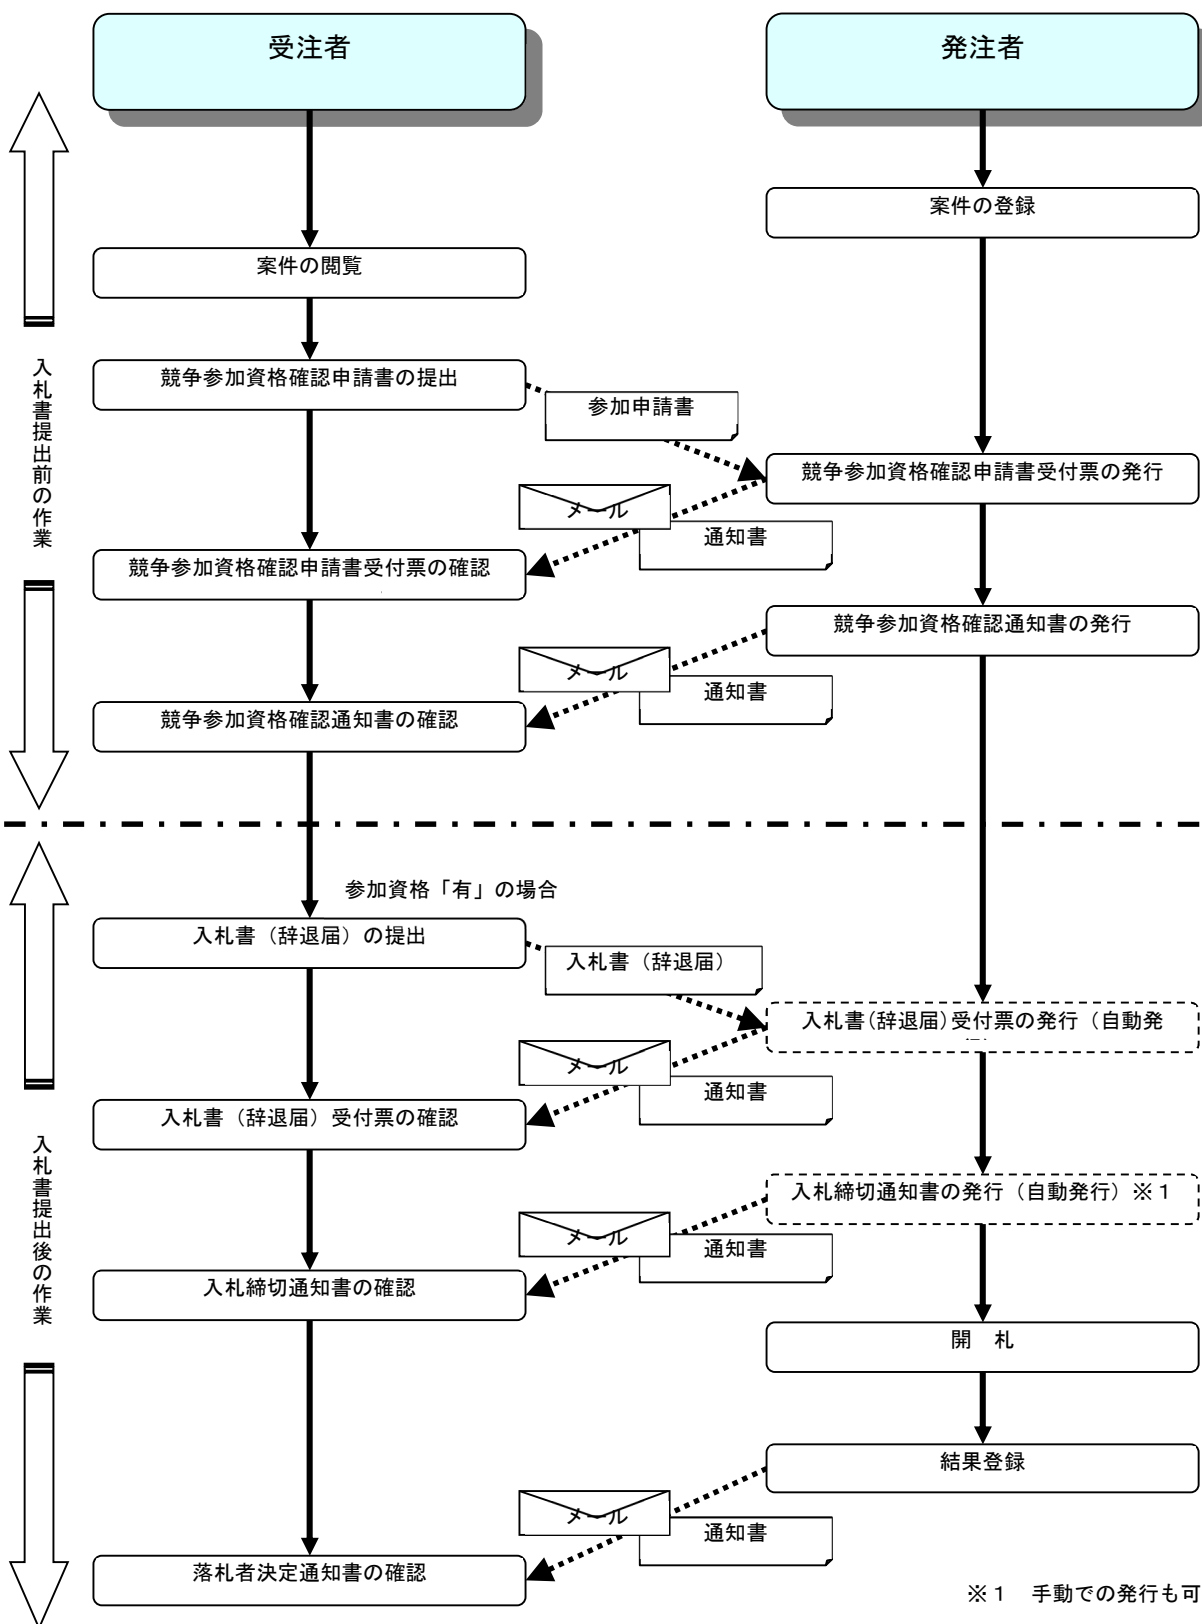 受注者
発注者
案件の登録
案件の閲覧
入札書提出前の作業
競争参加資格確認申請書の提出
参加申請書
競争参加資格確認申請書受付票の発行
メール
通知書
競争参加資格確認申請書受付票の確認
競争参加資格確認通知書の発行
メール
通知書
競争参加資格確認通知書の確認
参加資格「有」の場合
入札書（辞退届）の提出
入札書（辞退届）
入札書(辞退届)受付票の発行（自動発
メール
通知書
入札書（辞退届）受付票の確認
入札書提出後の作業
入札締切通知書の発行（自動発行）※１
メール
通知書
入札締切通知書の確認
開　札
結果登録
メール
通知書
落札者決定通知書の確認
※１　手動での発行も可